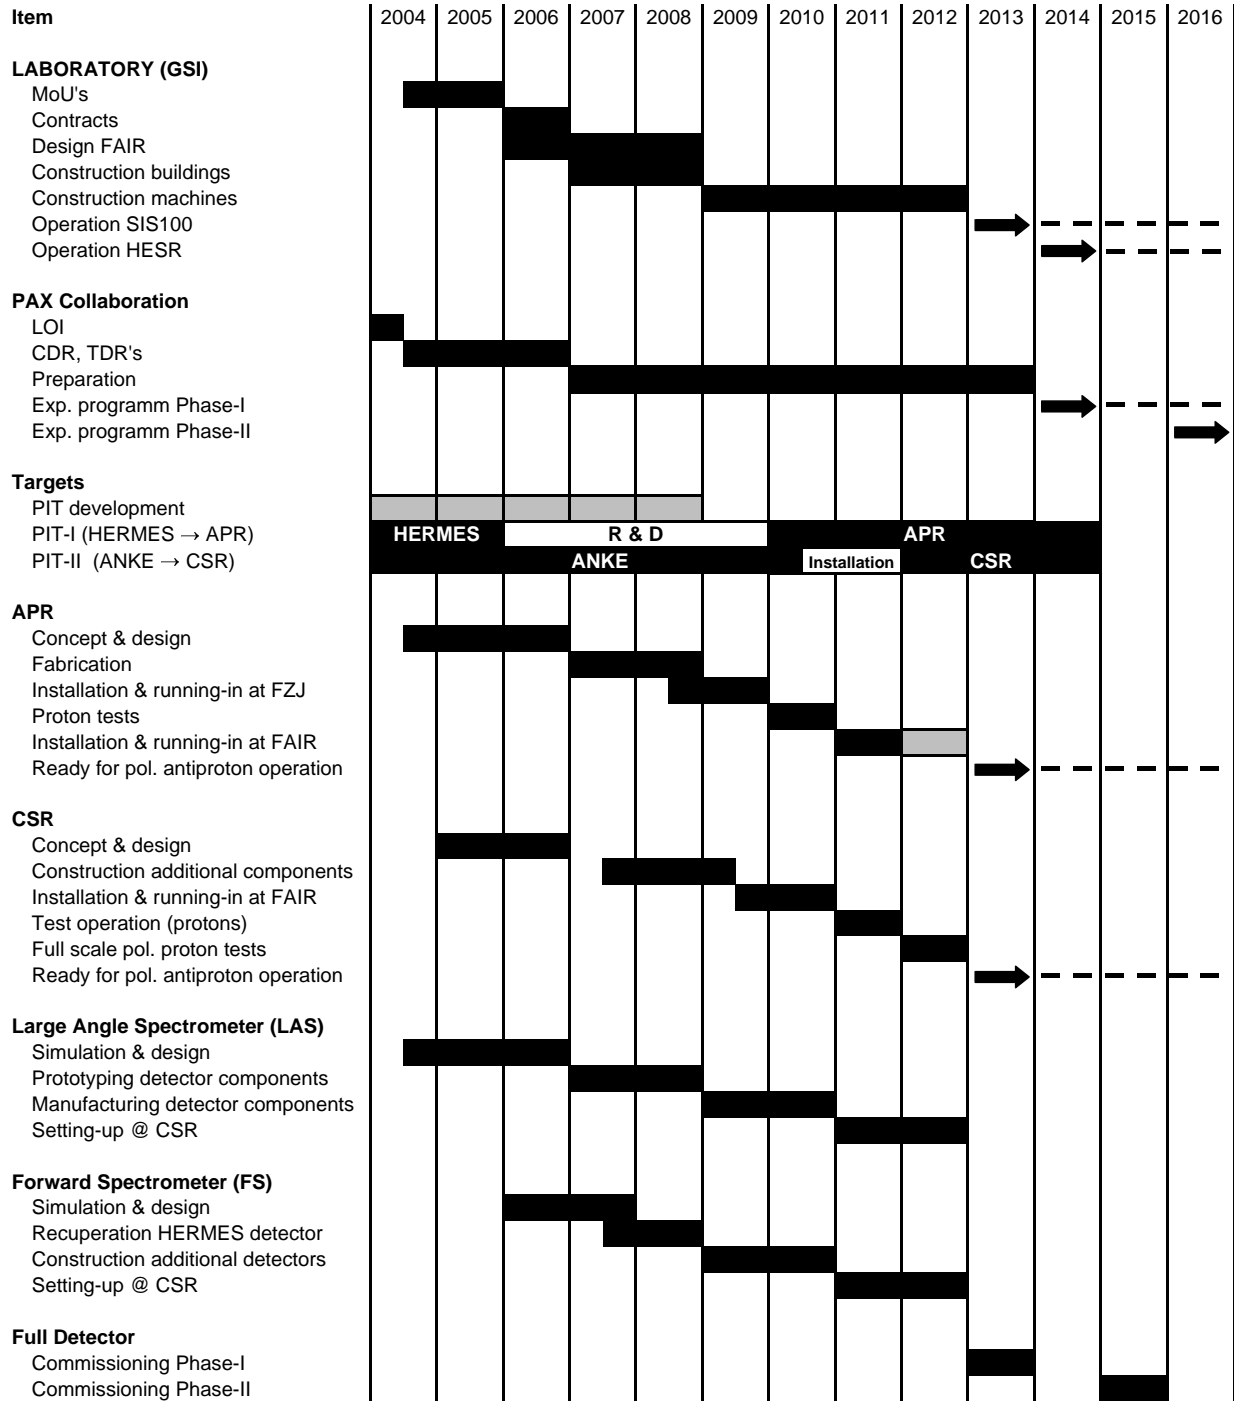 Item 2004 2005 2006 2007 2008 2009 2010 2011 2012 2013 2014 2015 2016
LABORATORY (GSI)
MoU's
Contracts
Design FAIR
Construction buildings
Construction machines
Operation SIS100
Operation HESR
PAX Collaboration
LOI
CDR, TDR's
Preparation
Exp. programm Phase-I
Exp. programm Phase-II
Targets
PIT development
PIT-I (HERMES → APR) HERMES R & D APR
PIT-II (ANKE → CSR) ANKE Installation CSR
APR
Concept & design
Fabrication
Installation & running-in at FZJ
Proton tests
Installation & running-in at FAIR
Ready for pol. antiproton operation
CSR
Concept & design
Construction additional components
Installation & running-in at FAIR
Test operation (protons)
Full scale pol. proton tests
Ready for pol. antiproton operation
Large Angle Spectrometer (LAS)
Simulation & design
Prototyping detector components
Manufacturing detector components
Setting-up @ CSR
Forward Spectrometer (FS)
Simulation & design
Recuperation HERMES detector
Construction additional detectors
Setting-up @ CSR
Full Detector
Commissioning Phase-I
Commissioning Phase-II